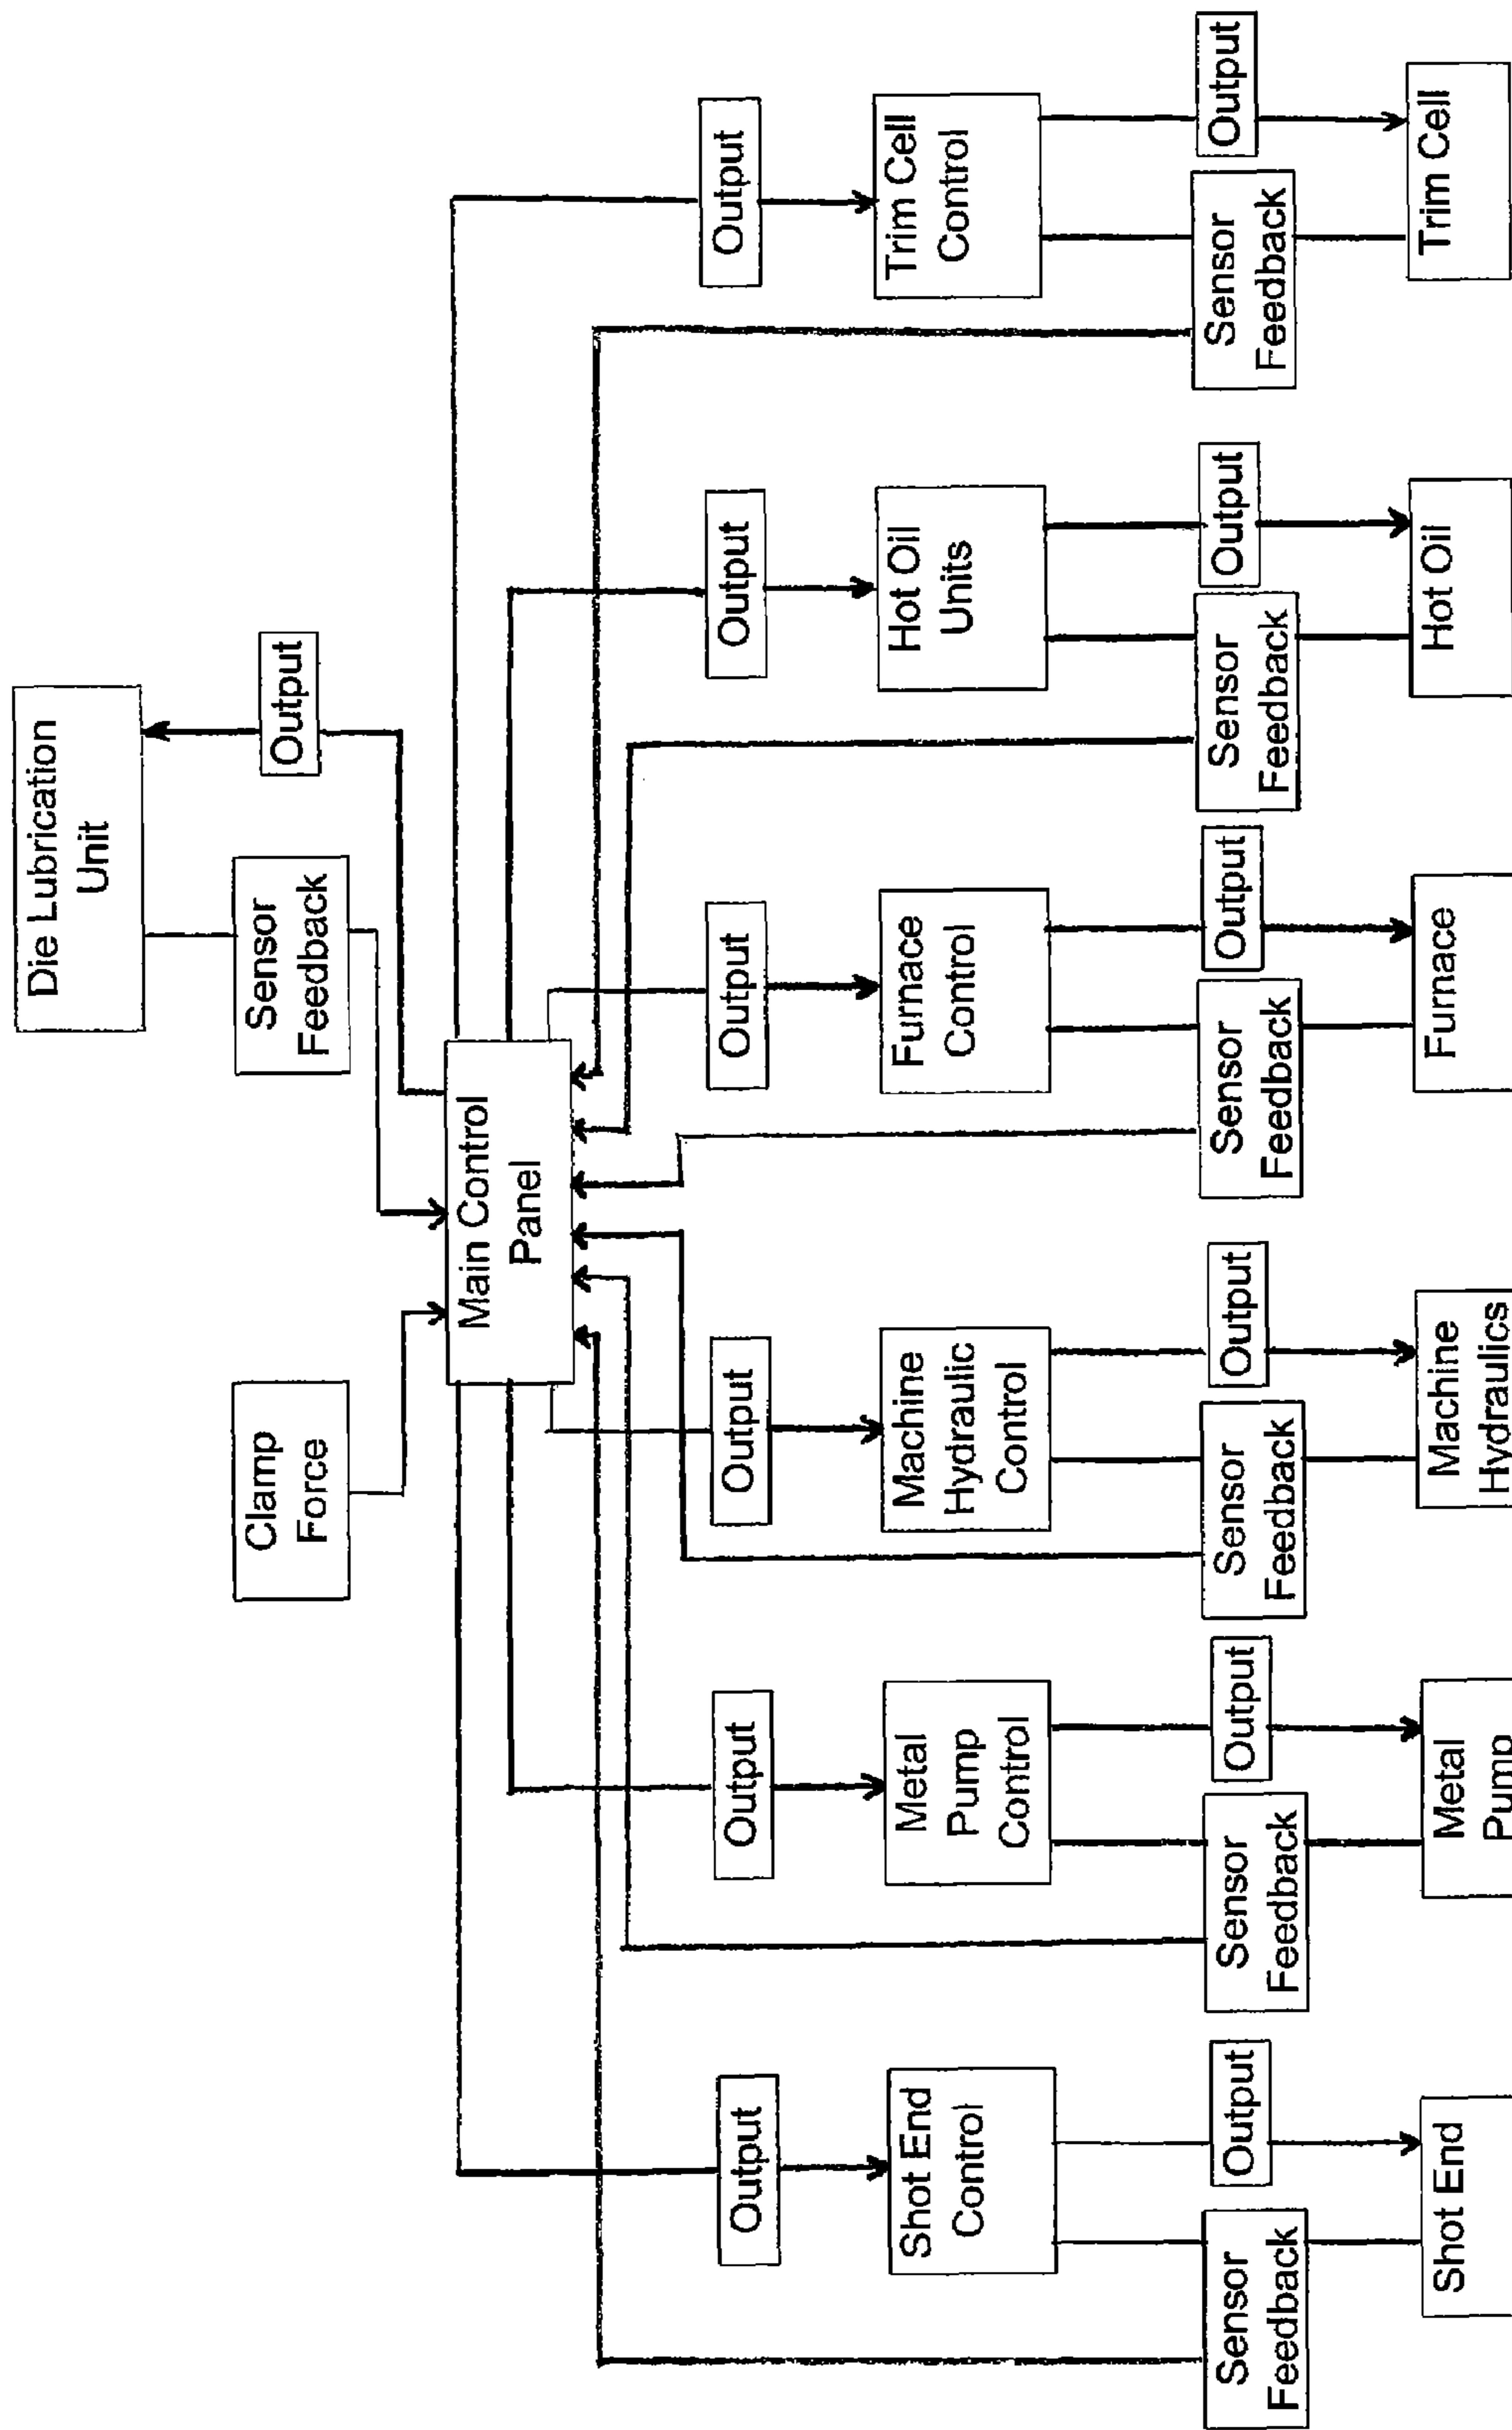 Die Lubrication
Unit
Clamp
Force
Sensor
Feedback
Output
Main Control
Panel
Output
Output
Output
Output
Output
Output
Shot End
Control
Metal
Pump
Control
Machine
Hydraulic
Control
Furnace
Control
Hot Oil
Units
Trim Cell
Control
Sensor
Feedback
Output
Sensor
Feedback
Output
Sensor
Feedback
Output
Sensor
Feedback
Output
Sensor
Feedback
Output
Sensor
Feedback
Output
Shot End
Metal
Pump
Machine
Hydraulics
Furnace
Hot Oil
Trim Cell